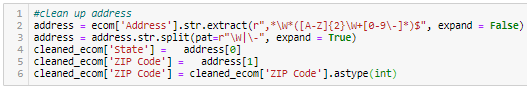 1 #clean up address
2 address = ecom['Address'].str.extract(r",*\W*([A-Z]{2}\W+[0-9\-]*)$", expand = False)
3 address = address.str.split(pat=r"\W|\-", expand = True)
4 cleaned_ecom['State'] = address[0]
5 cleaned_ecom['ZIP Code'] = address[1]
6 cleaned_ecom['ZIP Code'] = cleaned_ecom['ZIP Code'].astype(int)